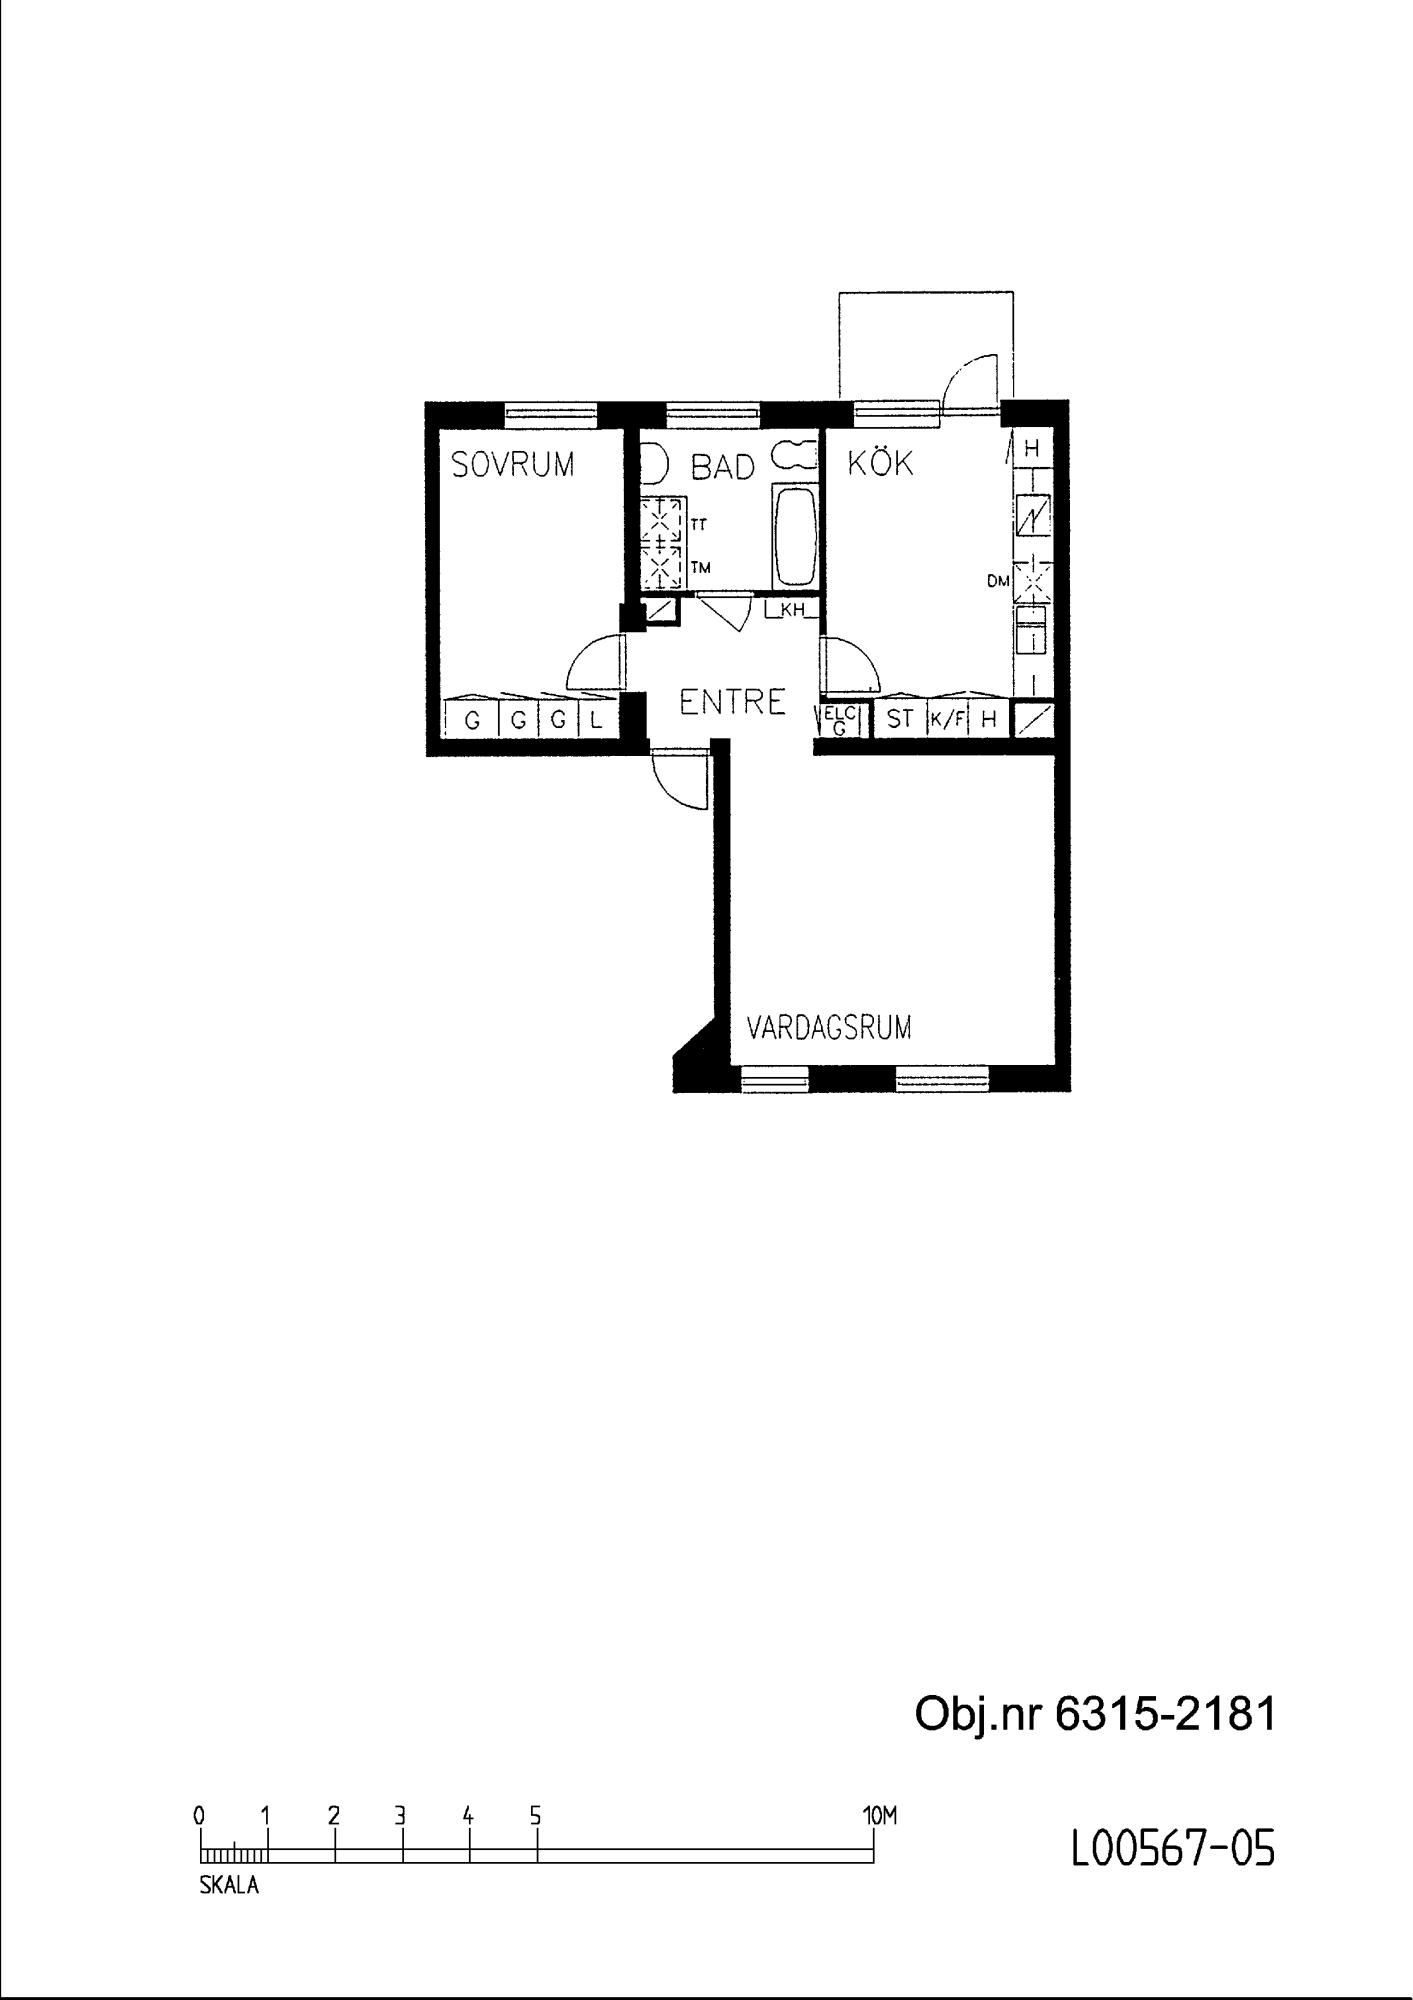 SOVRUM
BAD
KÖK
H
TT
TM
DM
KH
ENTRE
G G G L
ELC
G
ST K/F H
VARDAGSRUM
Obj.nr 6315-2181
0 1 2 3 4 5 10M
SKALA
L00567-05